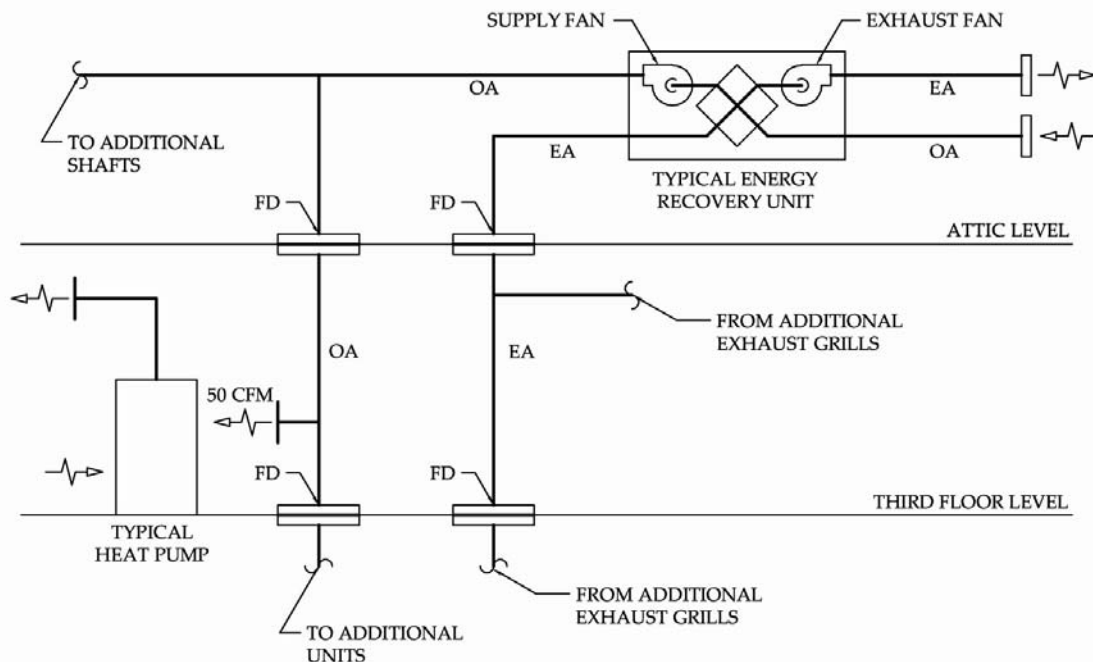 SUPPLY FAN
EXHAUST FAN
OA
EA
TO ADDITIONAL
SHAFTS
EA
OA
TYPICAL ENERGY
RECOVERY UNIT
FD
FD
ATTIC LEVEL
FROM ADDITIONAL
EXHAUST GRILLS
OA
EA
50 CFM
FD
FD
THIRD FLOOR LEVEL
TYPICAL
HEAT PUMP
FROM ADDITIONAL
EXHAUST GRILLS
TO ADDITIONAL
UNITS